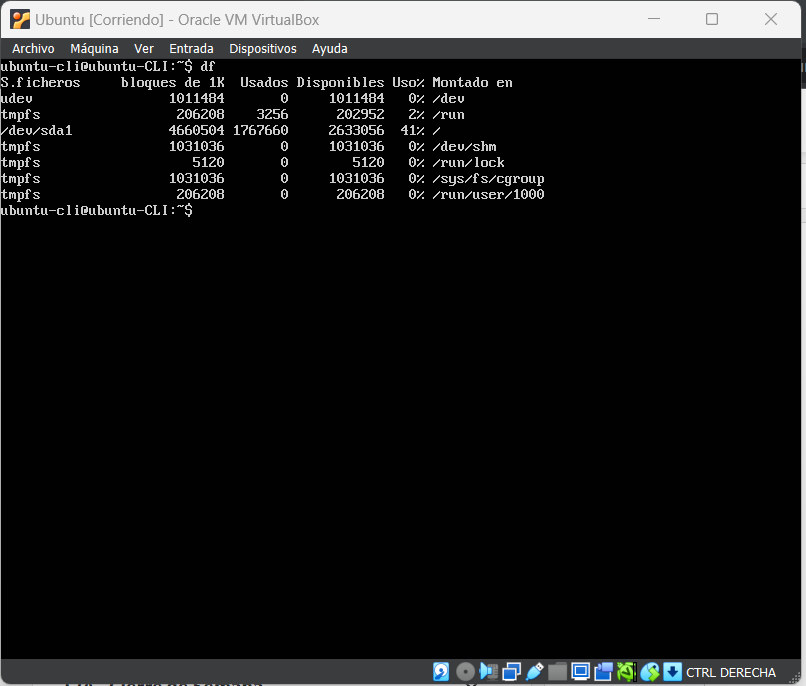 Ubuntu [Corriendo] - Oracle VM VirtualBox
Archivo Máquina Ver Entrada Dispositivos Ayuda
ubuntu-cli@ubuntu-CLI:~$ df
S.ficheros bloques de 1K Usados Disponibles Uso% Montado en
udev 1011484 0 1011484 0% /dev
tmpfs 206208 3256 202952 2% /run
/dev/sda1 4660504 1767660 2633056 41% /
tmpfs 1031036 0 1031036 0% /dev/shm
tmpfs 5120 0 5120 0% /run/lock
tmpfs 1031036 0 1031036 0% /sys/fs/cgroup
tmpfs 206208 0 206208 0% /run/user/1000
ubuntu-cli@ubuntu-CLI:~$
CTRL DERECHA